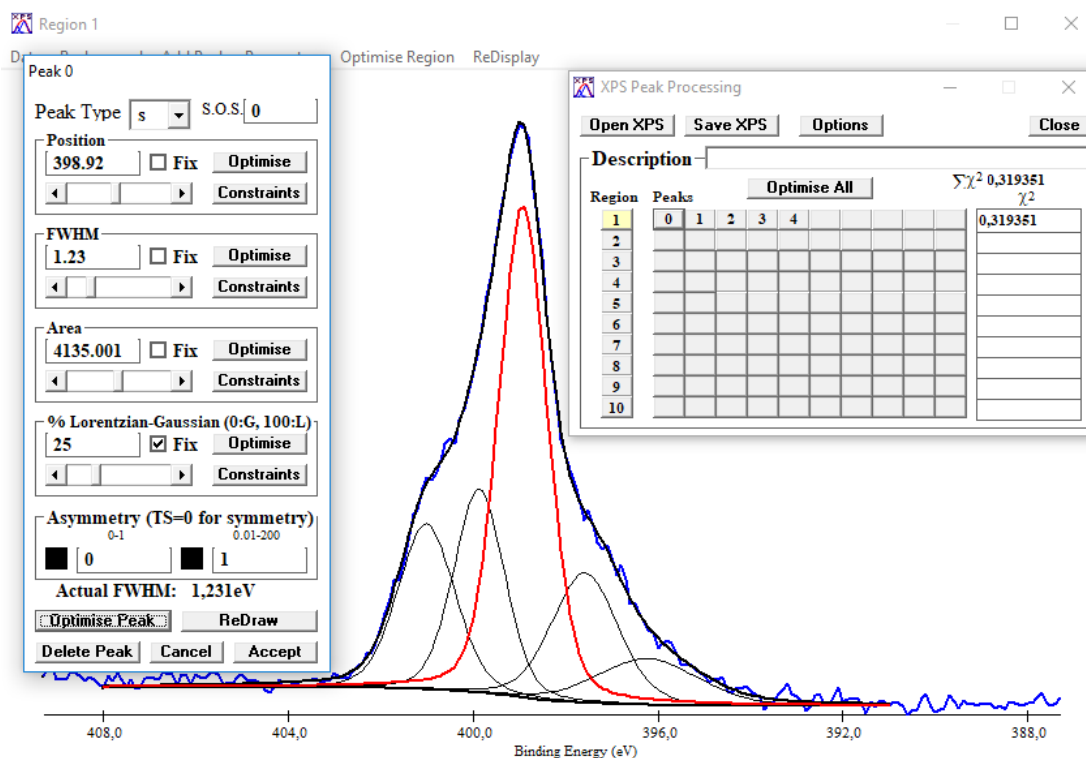 Region 1
Optimise Region ReDisplay
Peak 0
Peak Type s S.O.S. 0
Position
398.92 Fix Optimise
Constraints
FWHM
1.23 Fix Optimise
Constraints
Area
4135.001 Fix Optimise
Constraints
% Lorentzian-Gaussian (0:G, 100:L)
25 Fix Optimise
Constraints
Asymmetry (TS=0 for symmetry)
0-1 0.01-200
0 1
Actual FWHM: 1,231eV
Optimise Peak ReDraw
Delete Peak Cancel Accept
XPS Peak Processing
Open XPS Save XPS Options Close
Description
Optimise All ∑χ² 0,319351
Region Peaks χ²
1 0 1 2 3 4 0,319351
2
3
4
5
6
7
8
9
10
408,0 404,0 400,0 396,0 392,0 388,0
Binding Energy (eV)